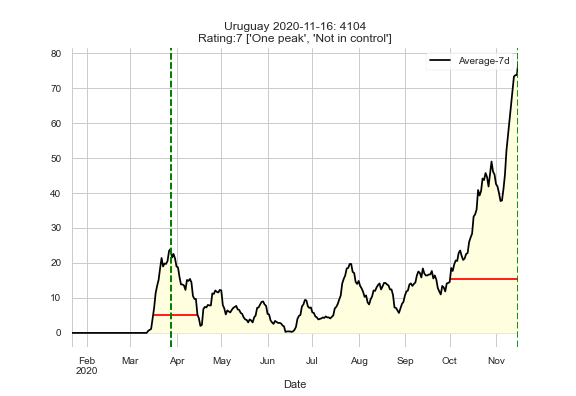 Uruguay 2020-11-16: 4104
Rating:7 ['One peak', 'Not in control']
Average-7d
80
70
60
50
40
30
20
10
0
Feb Mar Apr May Jun Jul Aug Sep Oct Nov
2020
Date